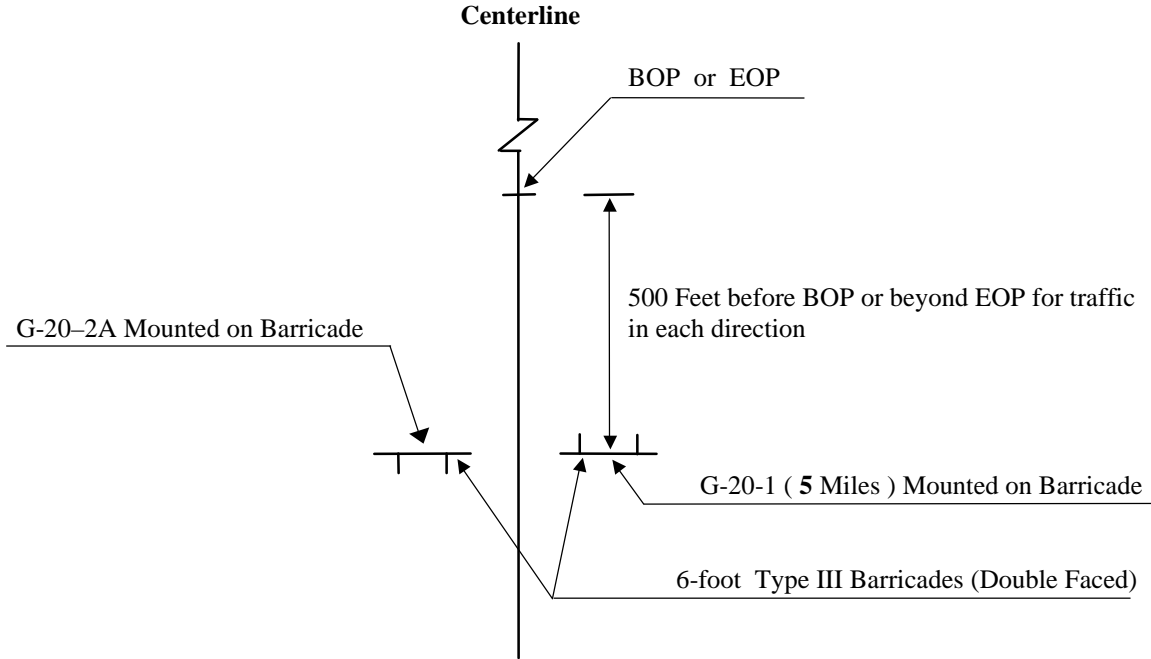 Centerline
BOP or EOP
500 Feet before BOP or beyond EOP for traffic
in each direction
G-20–2A Mounted on Barricade
G-20-1 ( 5 Miles ) Mounted on Barricade
6-foot Type III Barricades (Double Faced)